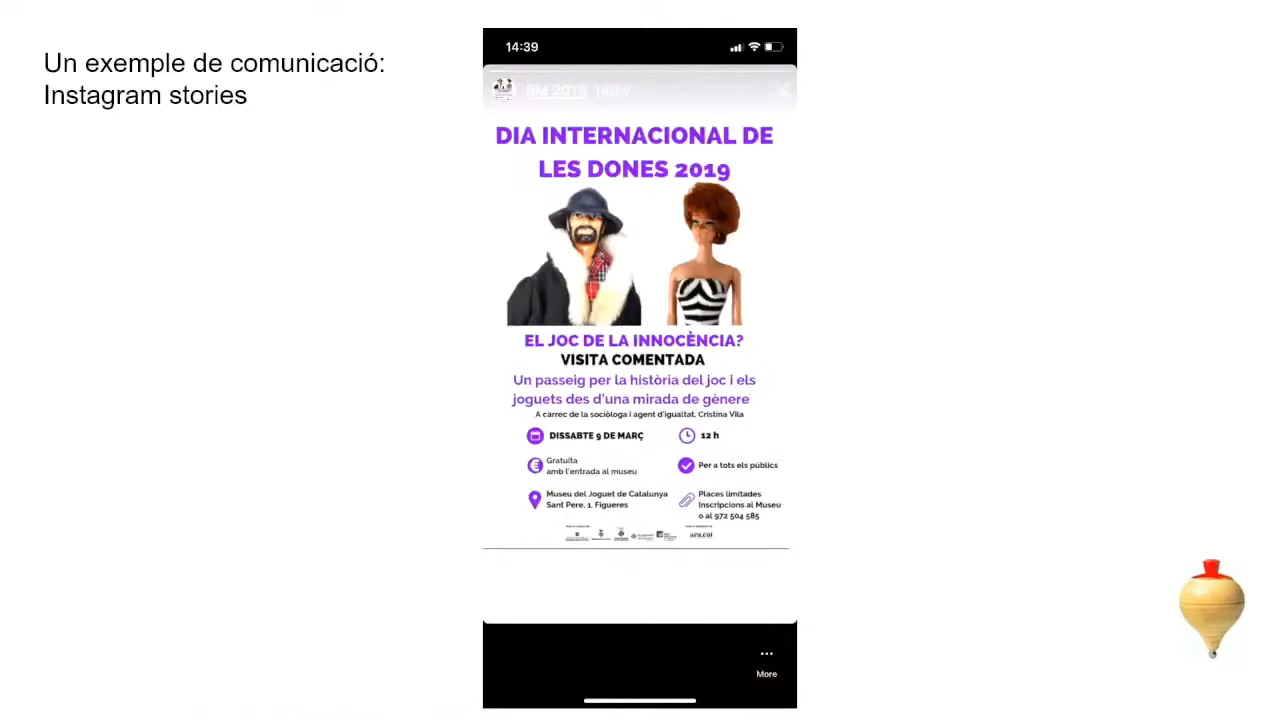 Un exemple de comunicació:
Instagram stories
14:39
8M 2019 148w
DIA INTERNACIONAL DE
LES DONES 2019
EL JOC DE LA INNOCÈNCIA?
VISITA COMENTADA
Un passeig per la història del joc i els
joguets des d'una mirada de gènere
A càrrec de la sociòloga i agent d'igualtat, Cristina Vila
DISSABTE 9 DE MARÇ
12 h
Gratuïta
amb l'entrada al museu
Per a tots els públics
Museu del Joguet de Catalunya
Sant Pere, 1. Figueres
Places limitades
Inscripcions al Museu
o al 972 504 585
ara.cat
More